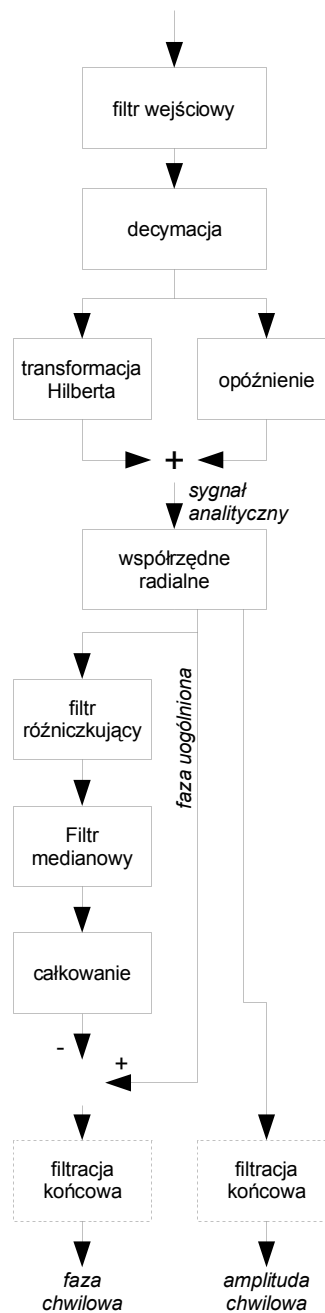 filtr wejściowy
decymacja
transformacja
Hilberta
opóźnienie
+
sygnał
analityczny
współrzędne
radialne
faza uogólniona
filtr
różniczkujący
Filtr
medianowy
całkowanie
-
+
filtracja
końcowa
filtracja
końcowa
faza
chwilowa
amplituda
chwilowa